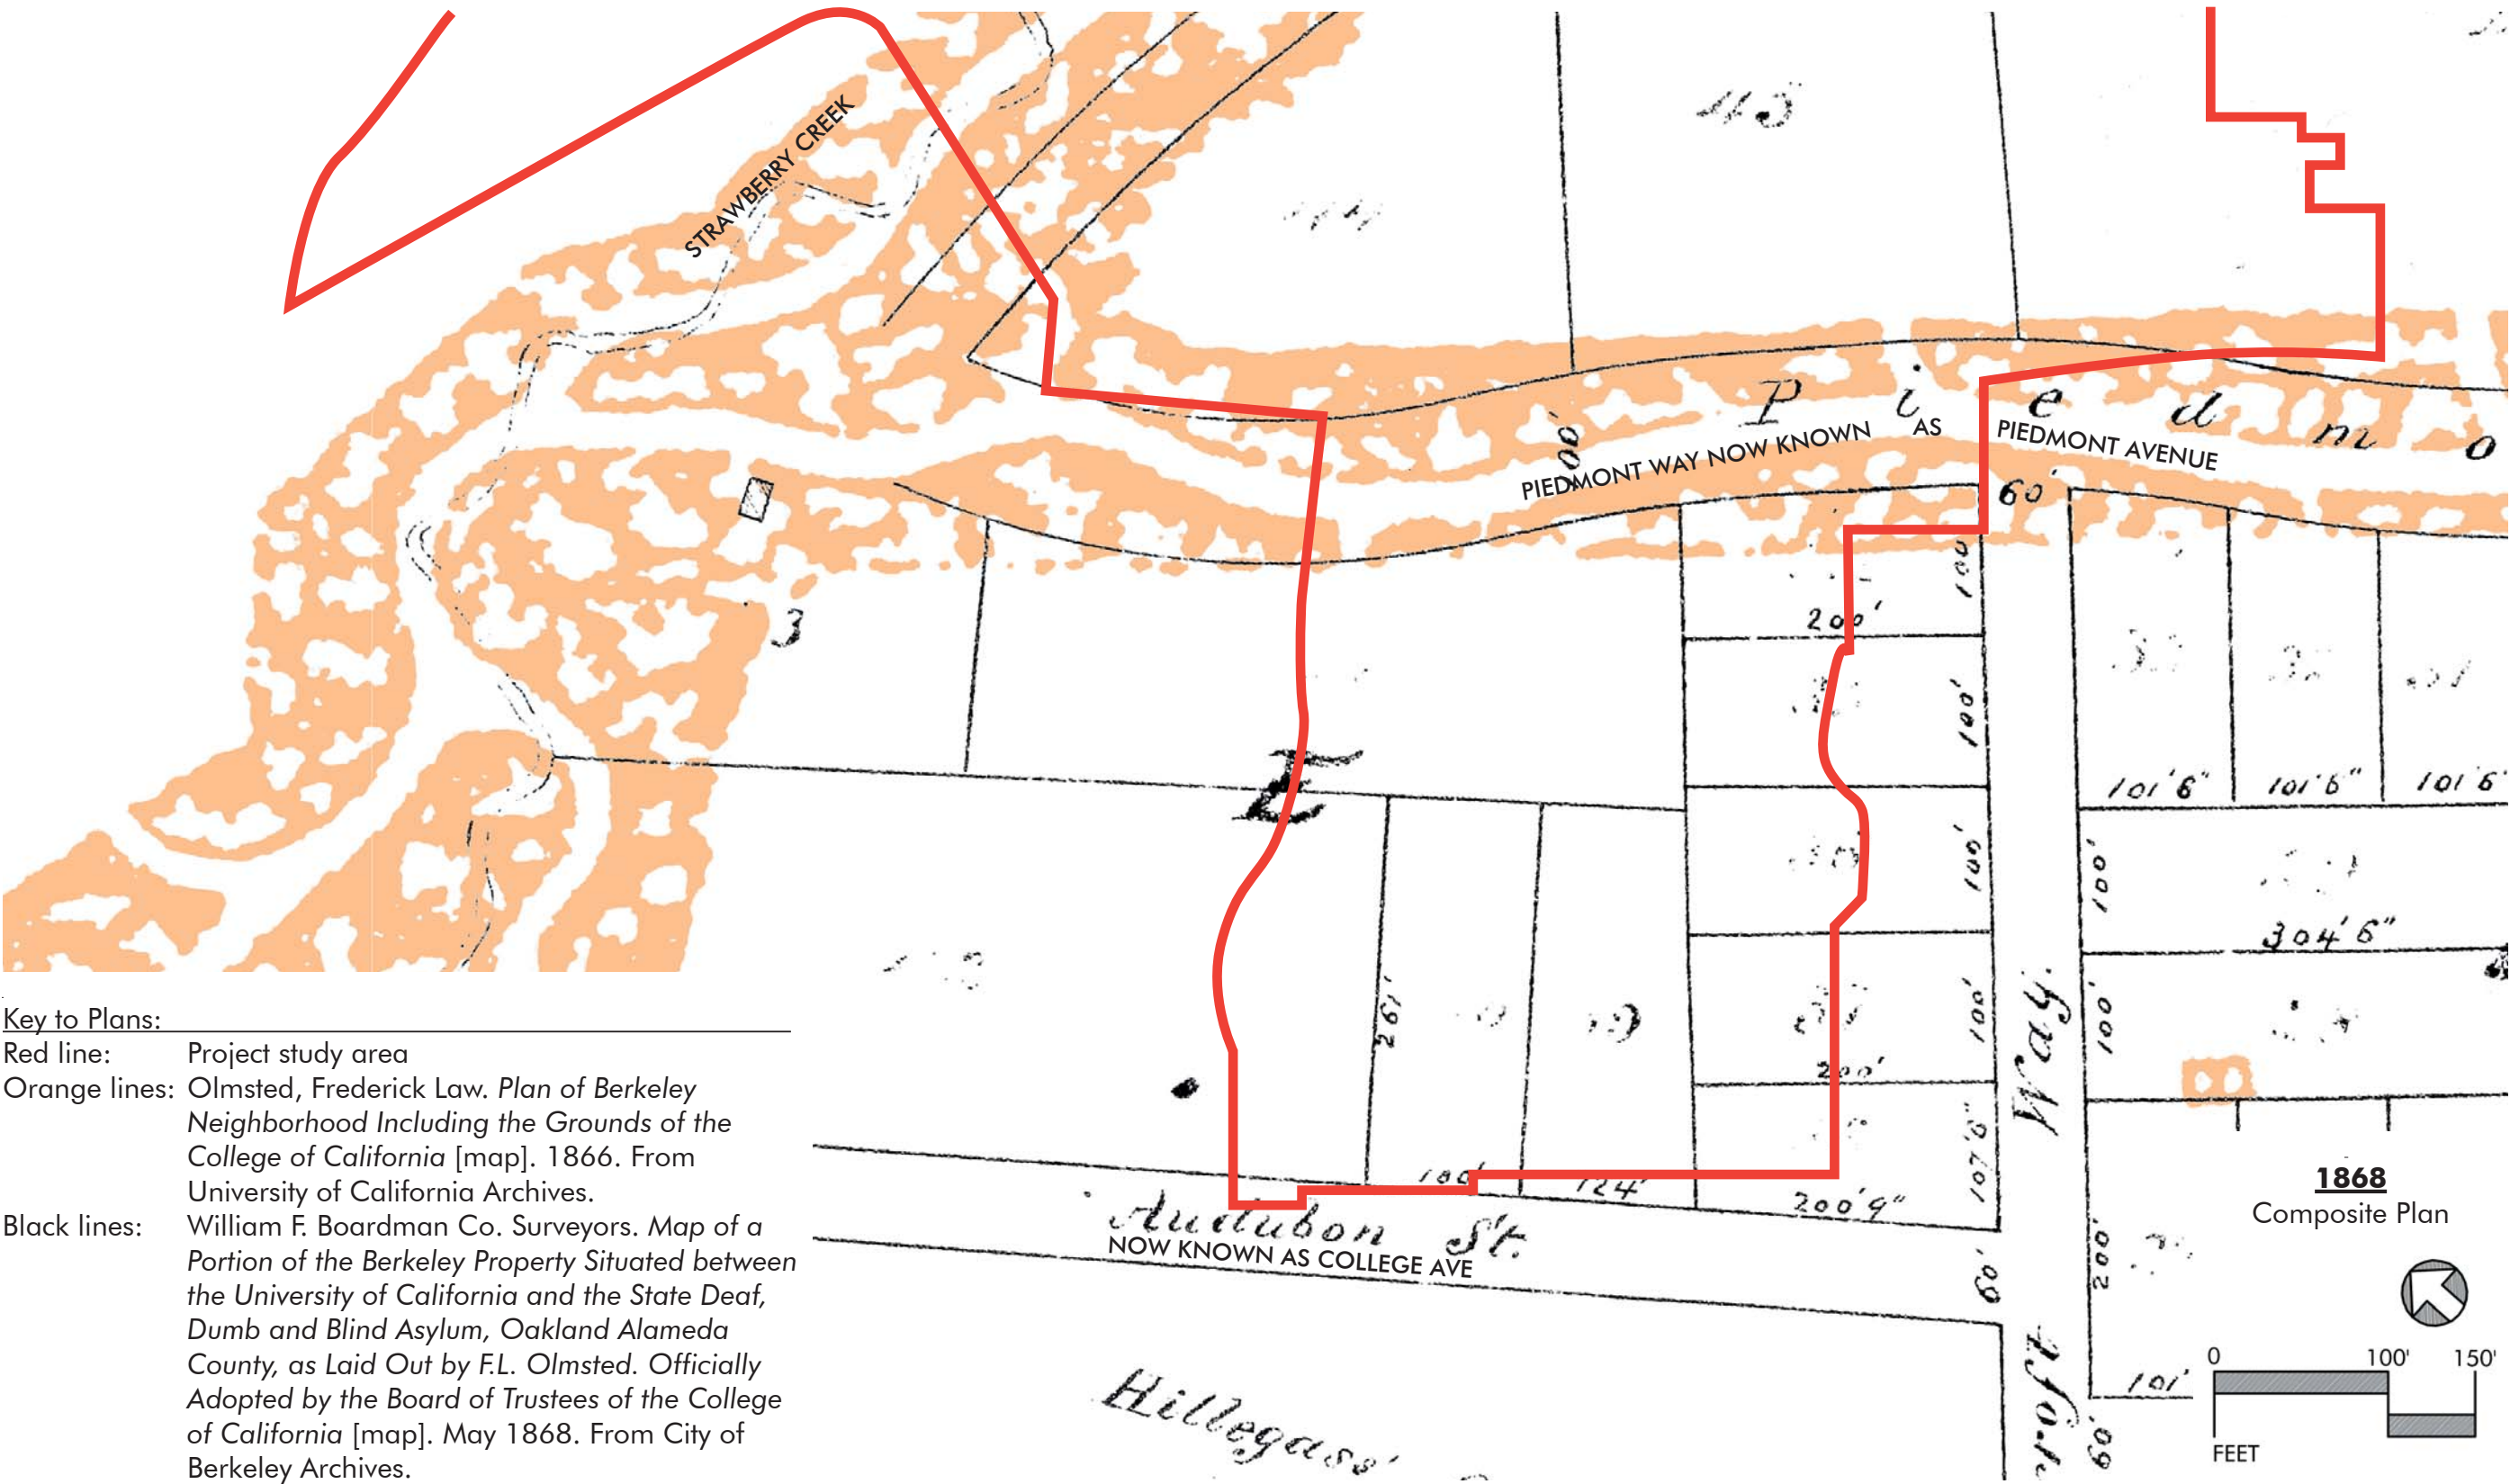 STRAWBERRY CREEK
45
Piedmo
100'
PIEDMONT WAY NOW KNOWN AS PIEDMONT AVENUE
60'
100'
200'
3
100'
E
101'6" 101'6" 101'6"
100'
100'
304'6"
261'
100'
100'
Way
200'
107'9"
100' 124' 200'9"
Audubon St.
NOW KNOWN AS COLLEGE AVE
60'
200'
101'
60'
Hillegass'
Key to Plans:
Red line: Project study area
Orange lines: Olmsted, Frederick Law. Plan of Berkeley
Neighborhood Including the Grounds of the
College of California [map]. 1866. From
University of California Archives.
Black lines: William F. Boardman Co. Surveyors. Map of a
Portion of the Berkeley Property Situated between
the University of California and the State Deaf,
Dumb and Blind Asylum, Oakland Alameda
County, as Laid Out by F.L. Olmsted. Officially
Adopted by the Board of Trustees of the College
of California [map]. May 1868. From City of
Berkeley Archives.
1868
Composite Plan
0 100' 150'
FEET